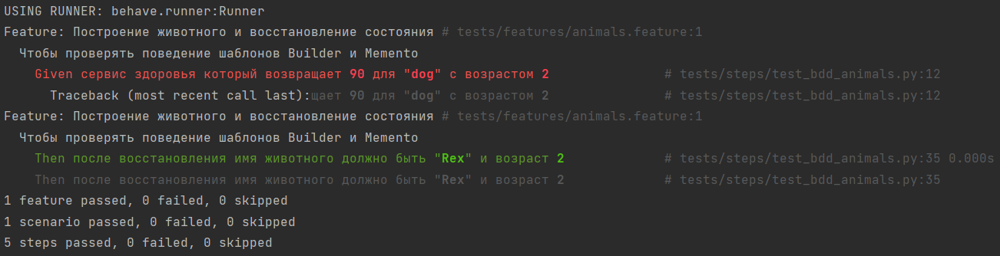 USING RUNNER: behave.runner:Runner
Feature: Построение животного и восстановление состояния # tests/features/animals.feature:1
Чтобы проверять поведение шаблонов Builder и Memento
Given сервис здоровья который возвращает 90 для "dog" с возрастом 2 # tests/steps/test_bdd_animals.py:12
Traceback (most recent call last):щает 90 для "dog" с возрастом 2 # tests/steps/test_bdd_animals.py:12
Feature: Построение животного и восстановление состояния # tests/features/animals.feature:1
Чтобы проверять поведение шаблонов Builder и Memento
Then после восстановления имя животного должно быть "Rex" и возраст 2 # tests/steps/test_bdd_animals.py:35 0.000s
Then после восстановления имя животного должно быть "Rex" и возраст 2 # tests/steps/test_bdd_animals.py:35
1 feature passed, 0 failed, 0 skipped
1 scenario passed, 0 failed, 0 skipped
5 steps passed, 0 failed, 0 skipped